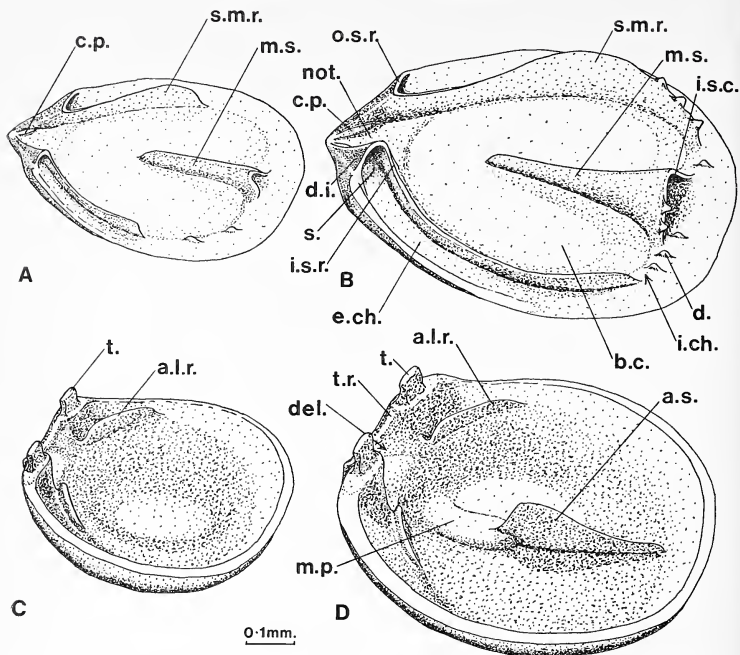 s.m.r.
c.p.
m.s.
A
o.s.r.
s.m.r.
not.
m.s.
c.p.
i.s.c.
d.i.
s.
i.s.r.
B
e.ch.
d.
i.ch.
b.c.
t.
a.l.r.
C
0·1mm.
t.
a.l.r.
t.r.
del.
a.s.
m.p.
D